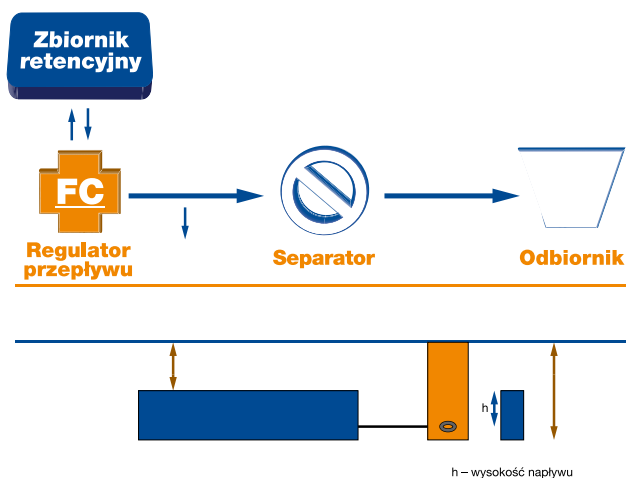 Zbiornik
retencyjny
FC
Regulator
przepływu
Separator
Odbiornik
h
h – wysokość napływu